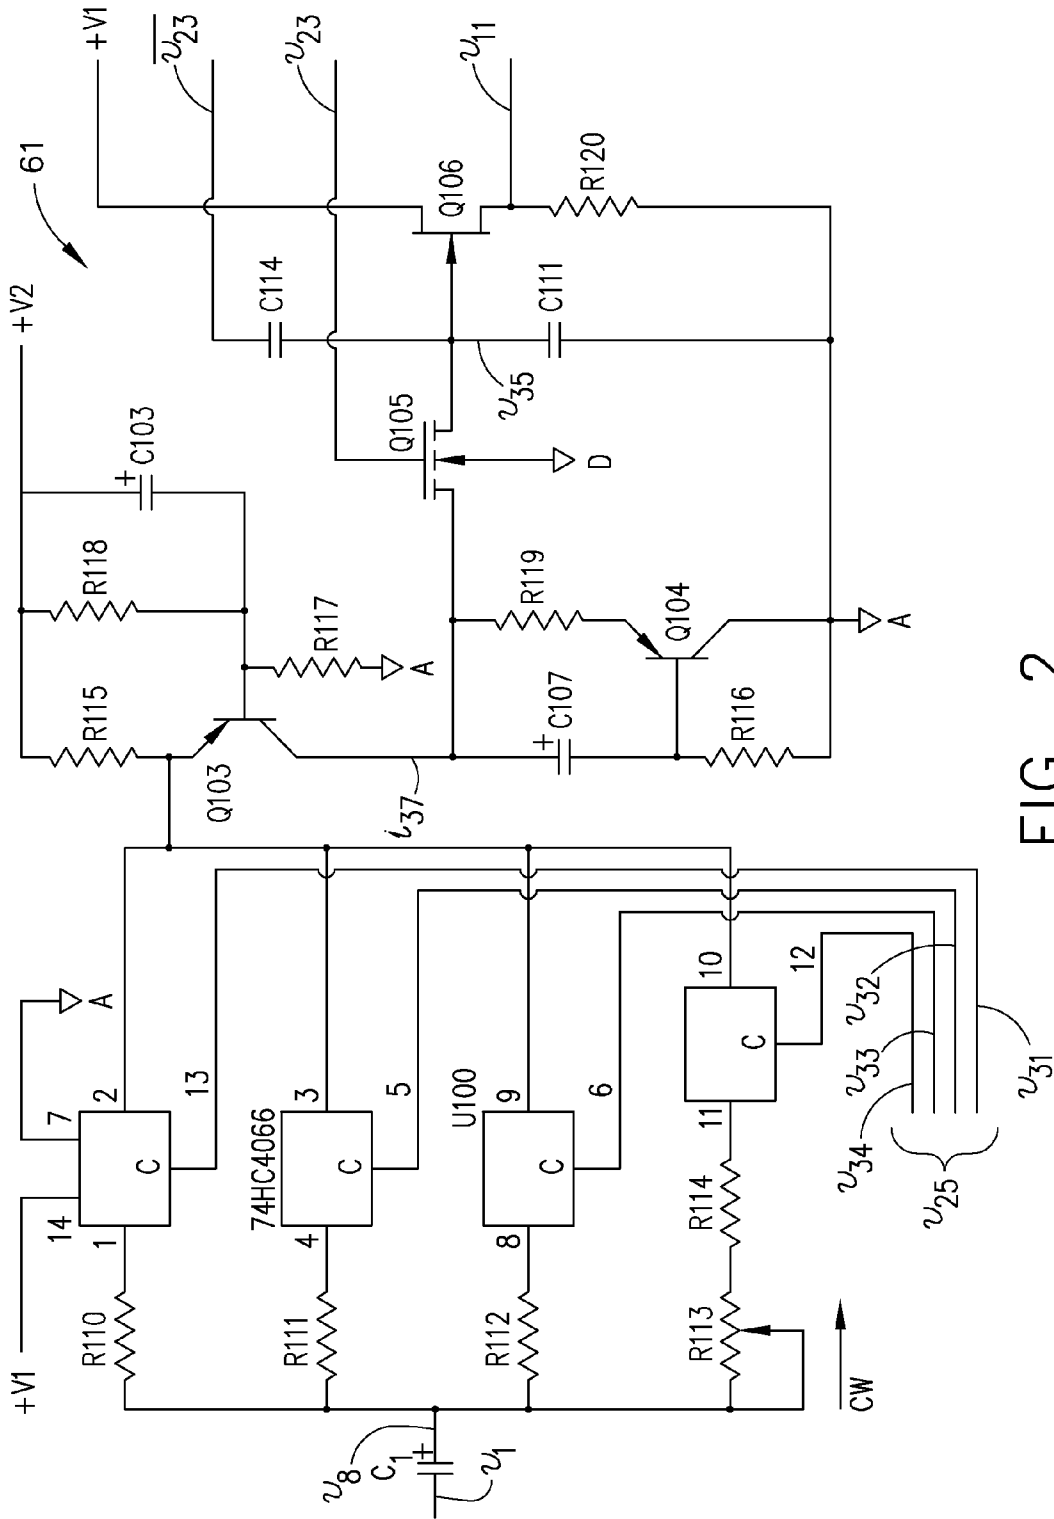 61
+V1
v̅23
v23
v11
+V2
C103
R118
R115
R117
A
Q103
i37
C107
R116
R119
Q104
A
Q105
D
v35
C114
C111
Q106
R120
+V1
14
7
A
1
2
C
13
R110
74HC4066
4
3
C
5
R111
U100
8
9
C
6
R112
11
10
C
12
R113
R114
CW
v8
C1
+
v1
+
+
v34
v33
v32
v31
v25
FIG 2